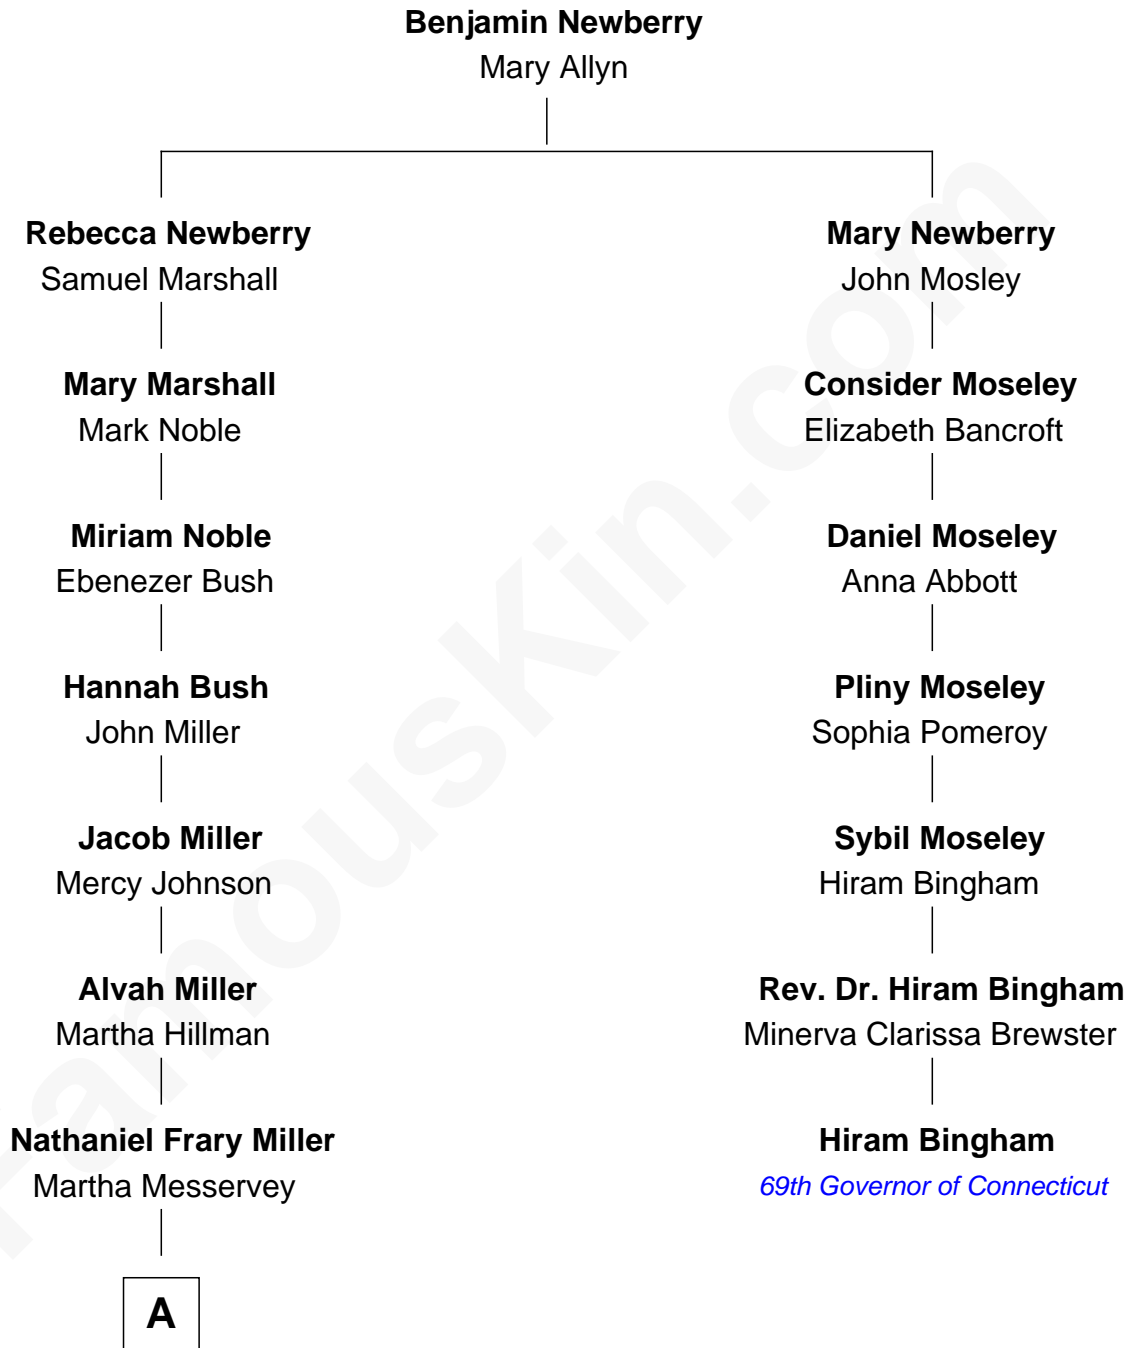 Benjamin Newberry
Mary Allyn
Rebecca Newberry
Samuel Marshall
Mary Newberry
John Mosley
Mary Marshall
Mark Noble
Consider Moseley
Elizabeth Bancroft
Miriam Noble
Ebenezer Bush
Daniel Moseley
Anna Abbott
Hannah Bush
John Miller
Pliny Moseley
Sophia Pomeroy
Jacob Miller
Mercy Johnson
Sybil Moseley
Hiram Bingham
Alvah Miller
Martha Hillman
Rev. Dr. Hiram Bingham
Minerva Clarissa Brewster
Nathaniel Frary Miller
Martha Messervey
Hiram Bingham
69th Governor of Connecticut
A
FamousKin.com